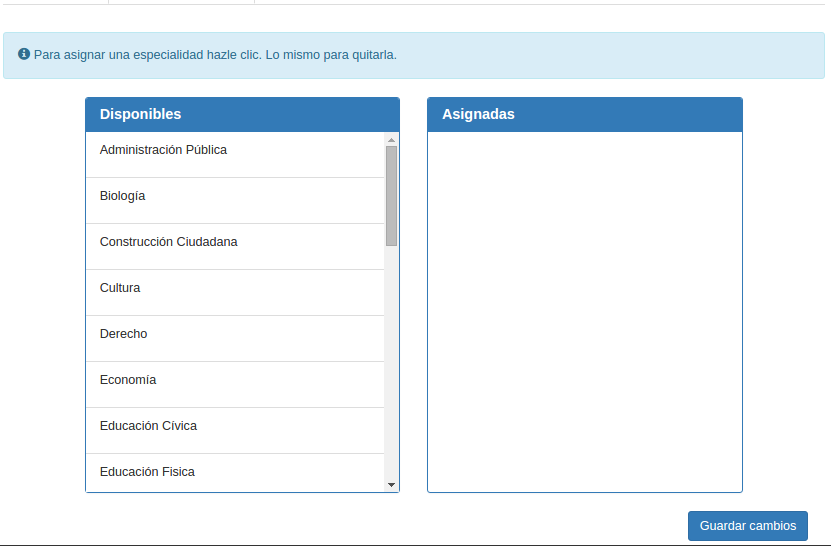 Para asignar una especialidad hazle clic. Lo mismo para quitarla.
Disponibles
Administración Pública
Biología
Construcción Ciudadana
Cultura
Derecho
Economía
Educación Cívica
Educación Fisica
Asignadas
Guardar cambios